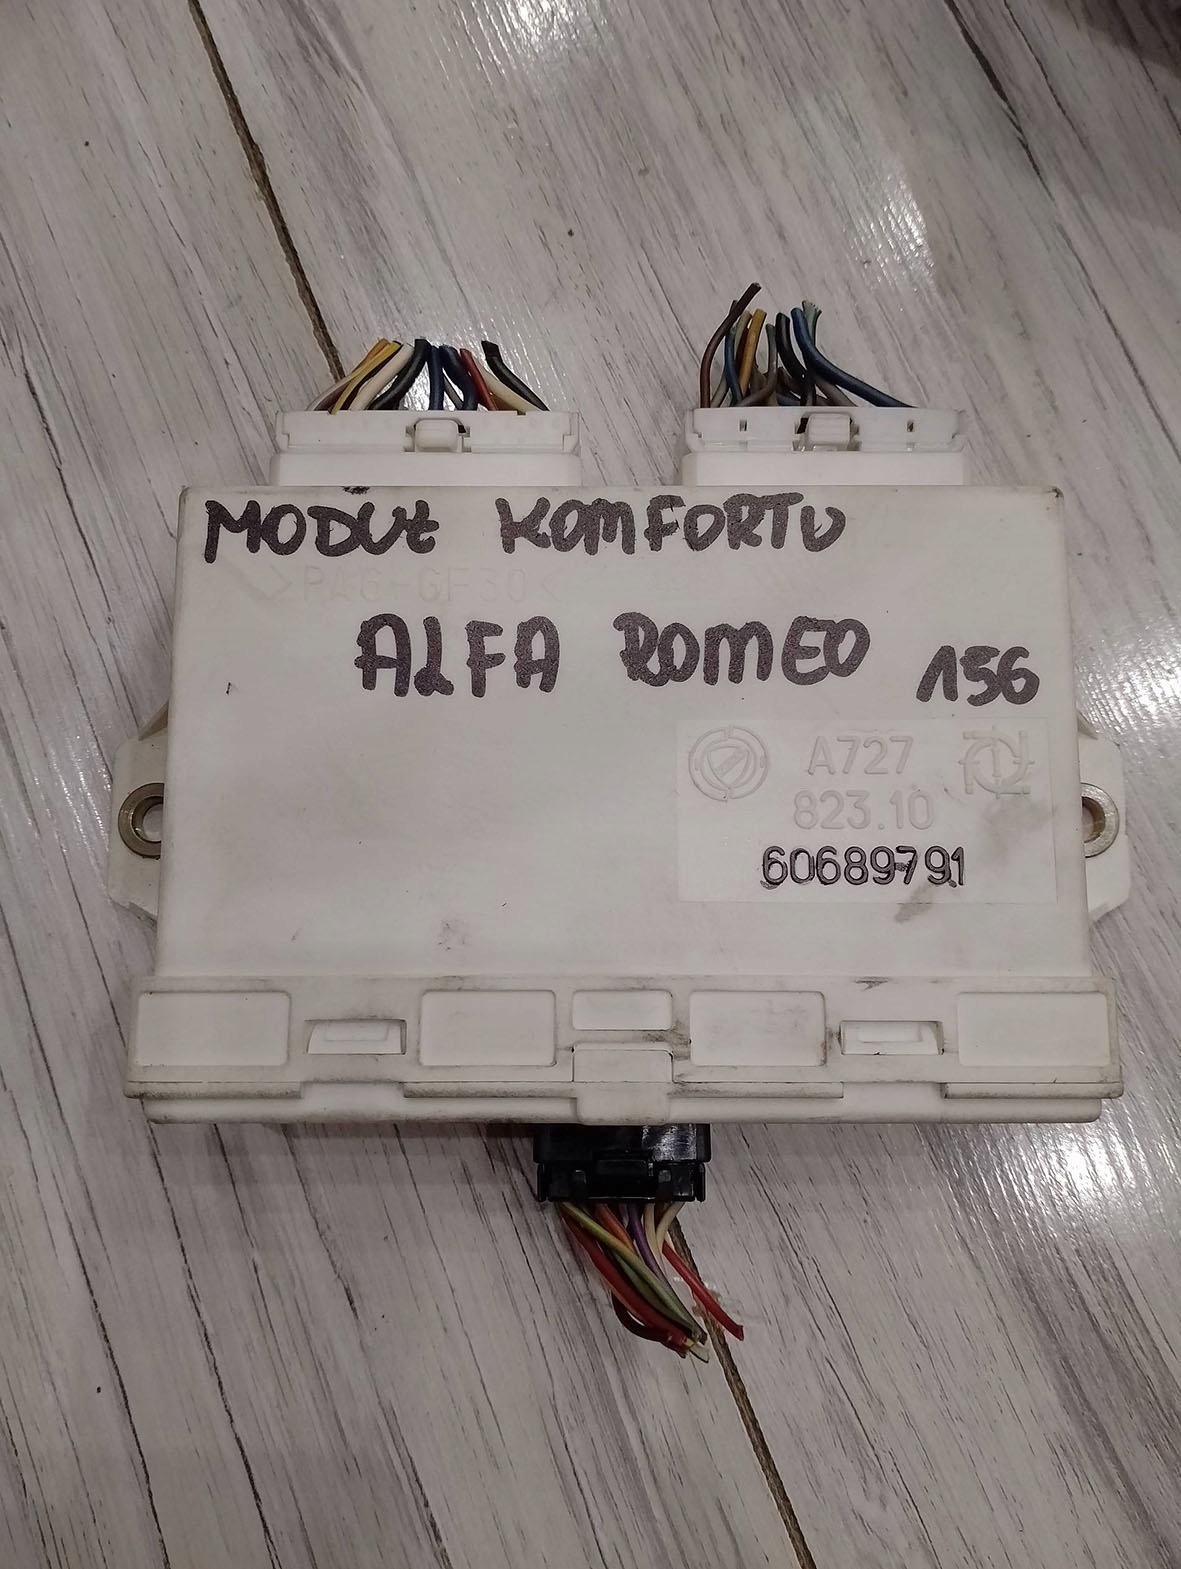 MODUŁ KOMFORTU
>PA6-GF30<
ALFA ROMEO 156
A727
823.10
60689791